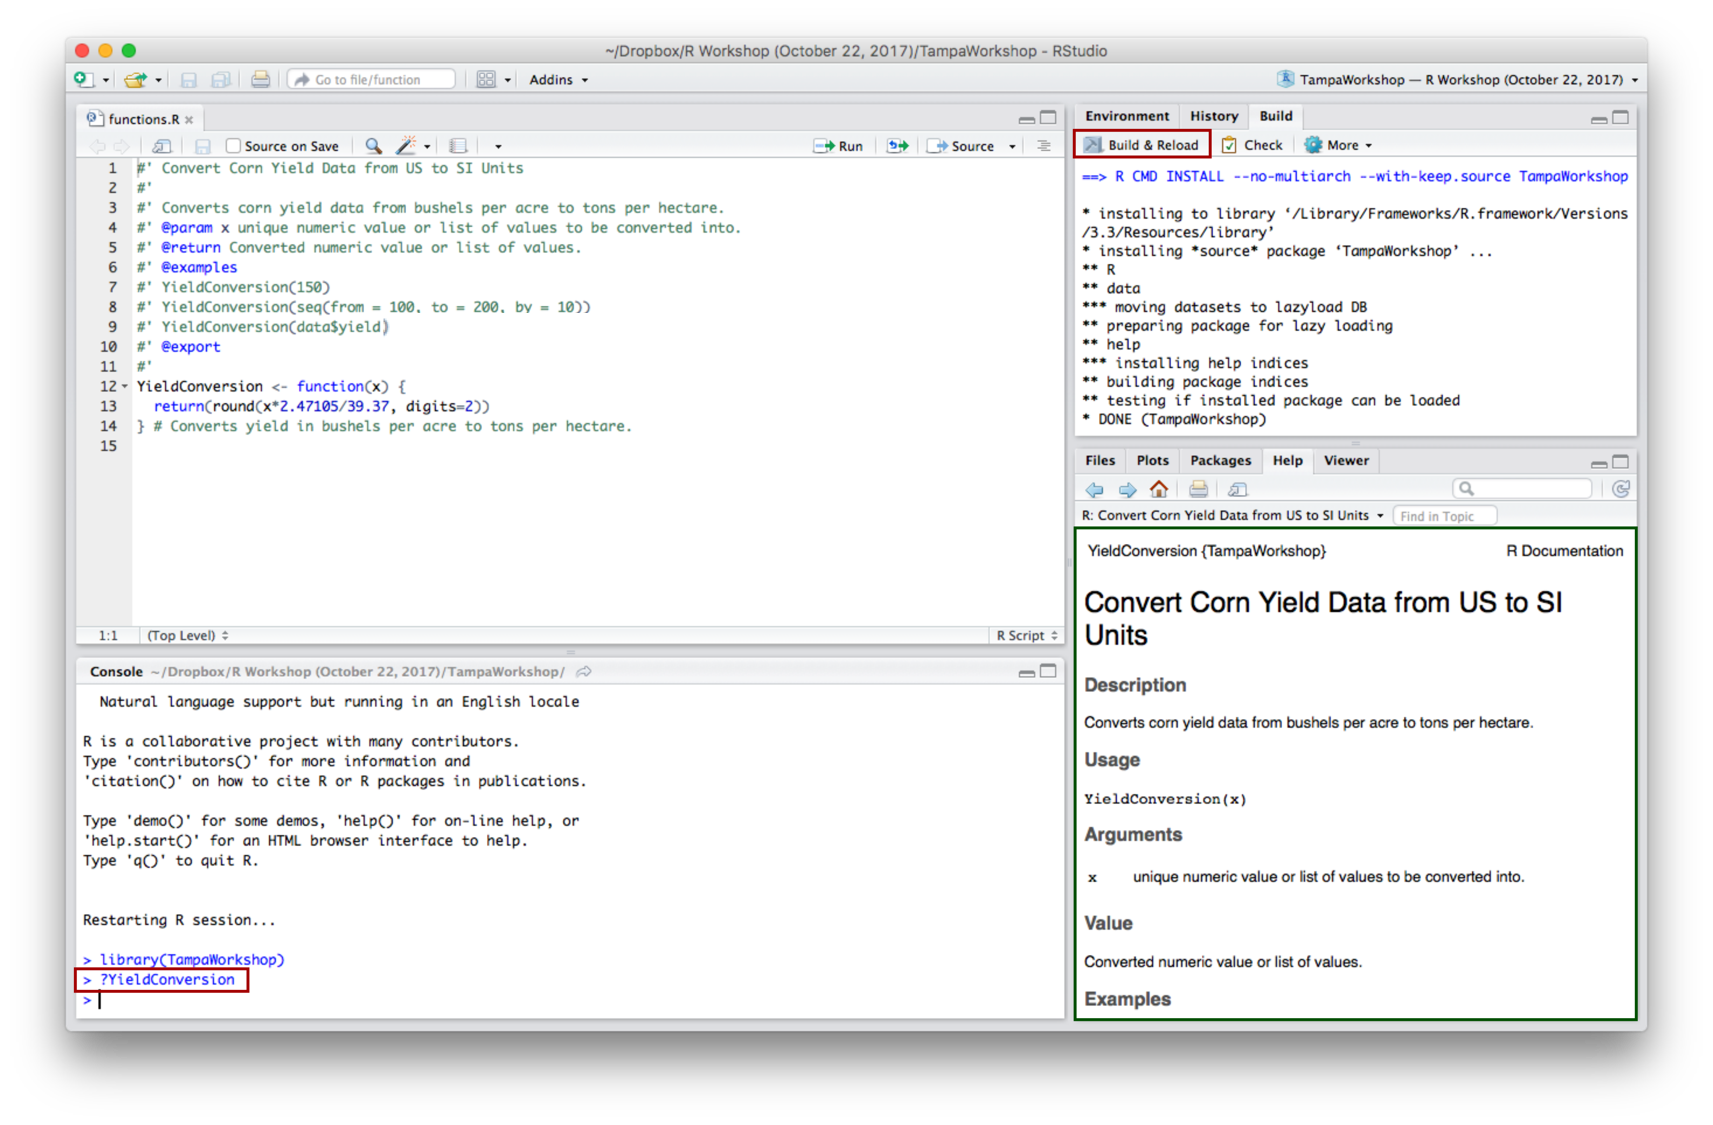 ~/Dropbox/R Workshop (October 22, 2017)/TampaWorkshop - RStudio
Go to file/function
Addins
TampaWorkshop — R Workshop (October 22, 2017)
functions.R
Source on Save
Run
Source
1 #' Convert Corn Yield Data from US to SI Units
2 #'
3 #' Converts corn yield data from bushels per acre to tons per hectare.
4 #' @param x unique numeric value or list of values to be converted into.
5 #' @return Converted numeric value or list of values.
6 #' @examples
7 #' YieldConversion(150)
8 #' YieldConversion(seq(from = 100, to = 200, by = 10))
9 #' YieldConversion(data$yield)
10 #' @export
11 #'
12 YieldConversion <- function(x) {
13 return(round(x*2.47105/39.37, digits=2))
14 } # Converts yield in bushels per acre to tons per hectare.
15
1:1 (Top Level) R Script
Console ~/Dropbox/R Workshop (October 22, 2017)/TampaWorkshop/
Natural language support but running in an English locale
R is a collaborative project with many contributors.
Type 'contributors()' for more information and
'citation()' on how to cite R or R packages in publications.
Type 'demo()' for some demos, 'help()' for on-line help, or
'help.start()' for an HTML browser interface to help.
Type 'q()' to quit R.
Restarting R session...
> library(TampaWorkshop)
> ?YieldConversion
>
Environment History Build
Build & Reload Check More
==> R CMD INSTALL --no-multiarch --with-keep.source TampaWorkshop
* installing to library ‘/Library/Frameworks/R.framework/Versions
/3.3/Resources/library’
* installing *source* package ‘TampaWorkshop’ ...
** R
** data
*** moving datasets to lazyload DB
** preparing package for lazy loading
** help
*** installing help indices
** building package indices
** testing if installed package can be loaded
* DONE (TampaWorkshop)
Files Plots Packages Help Viewer
R: Convert Corn Yield Data from US to SI Units Find in Topic
YieldConversion {TampaWorkshop} R Documentation
Convert Corn Yield Data from US to SI
Units
Description
Converts corn yield data from bushels per acre to tons per hectare.
Usage
YieldConversion(x)
Arguments
x unique numeric value or list of values to be converted into.
Value
Converted numeric value or list of values.
Examples